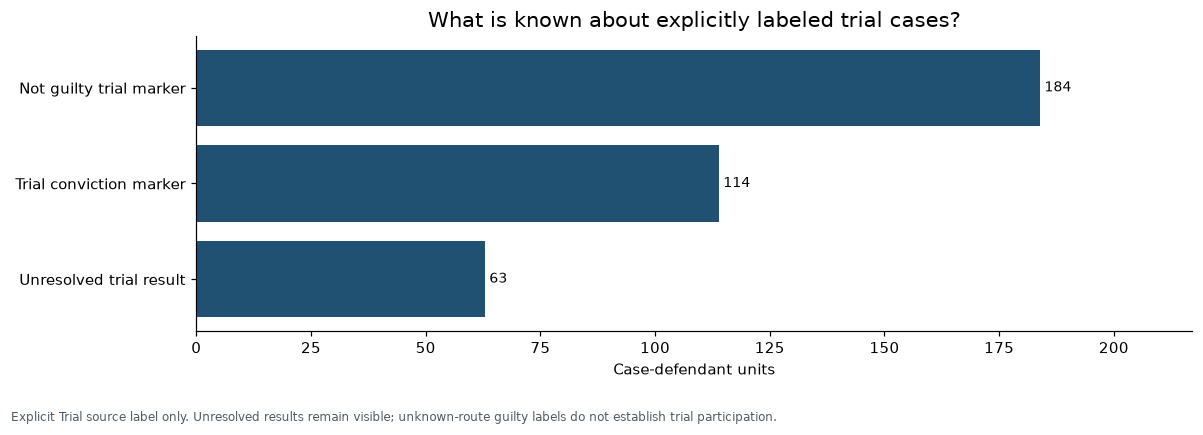 What is known about explicitly labeled trial cases?
Not guilty trial marker
184
Trial conviction marker
114
Unresolved trial result
63
0 25 50 75 100 125 150 175 200
Case-defendant units
Explicit Trial source label only. Unresolved results remain visible; unknown-route guilty labels do not establish trial participation.